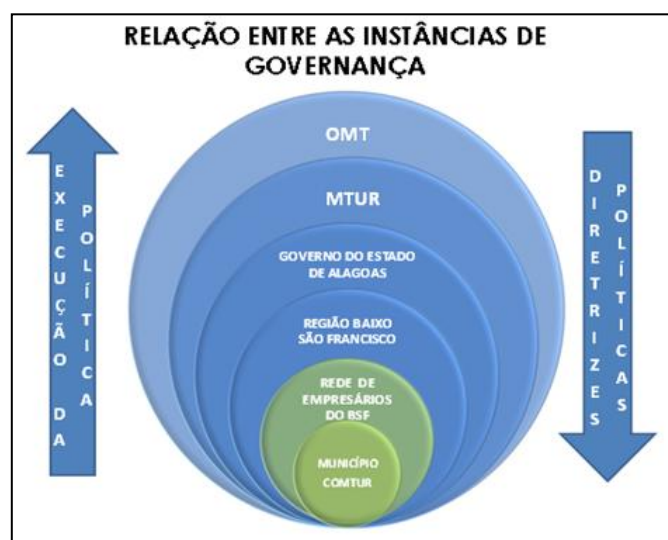 RELAÇÃO ENTRE AS INSTÂNCIAS DE
GOVERNANÇA
EXECUÇÃO DA
POLÍTICA
OMT
MTUR
GOVERNO DO ESTADO
DE ALAGOAS
REGIÃO BAIXO
SÃO FRANCISCO
REDE DE
EMPRESÁRIOS
DO BSF
MUNICÍPIO
COMTUR
DIRETRIZES
POLÍTICAS